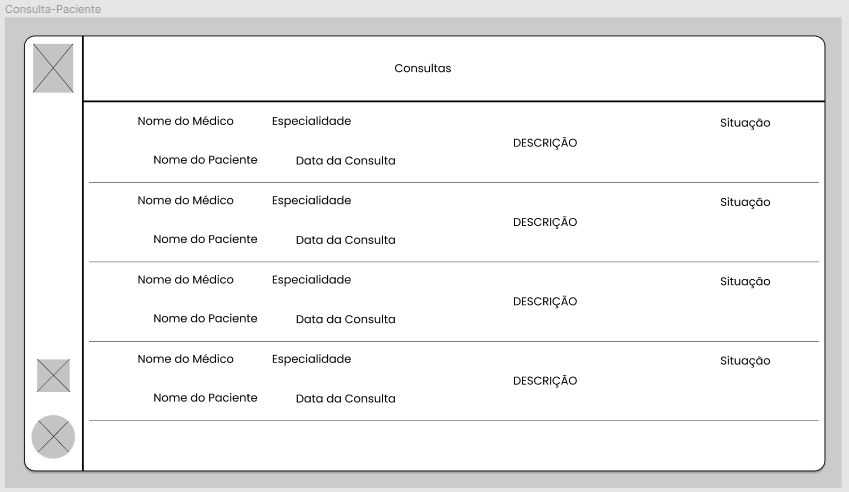 Consulta-Paciente
Consultas
Nome do Médico Especialidade Situação
DESCRIÇÃO
Nome do Paciente Data da Consulta
Nome do Médico Especialidade Situação
DESCRIÇÃO
Nome do Paciente Data da Consulta
Nome do Médico Especialidade Situação
DESCRIÇÃO
Nome do Paciente Data da Consulta
Nome do Médico Especialidade Situação
DESCRIÇÃO
Nome do Paciente Data da Consulta